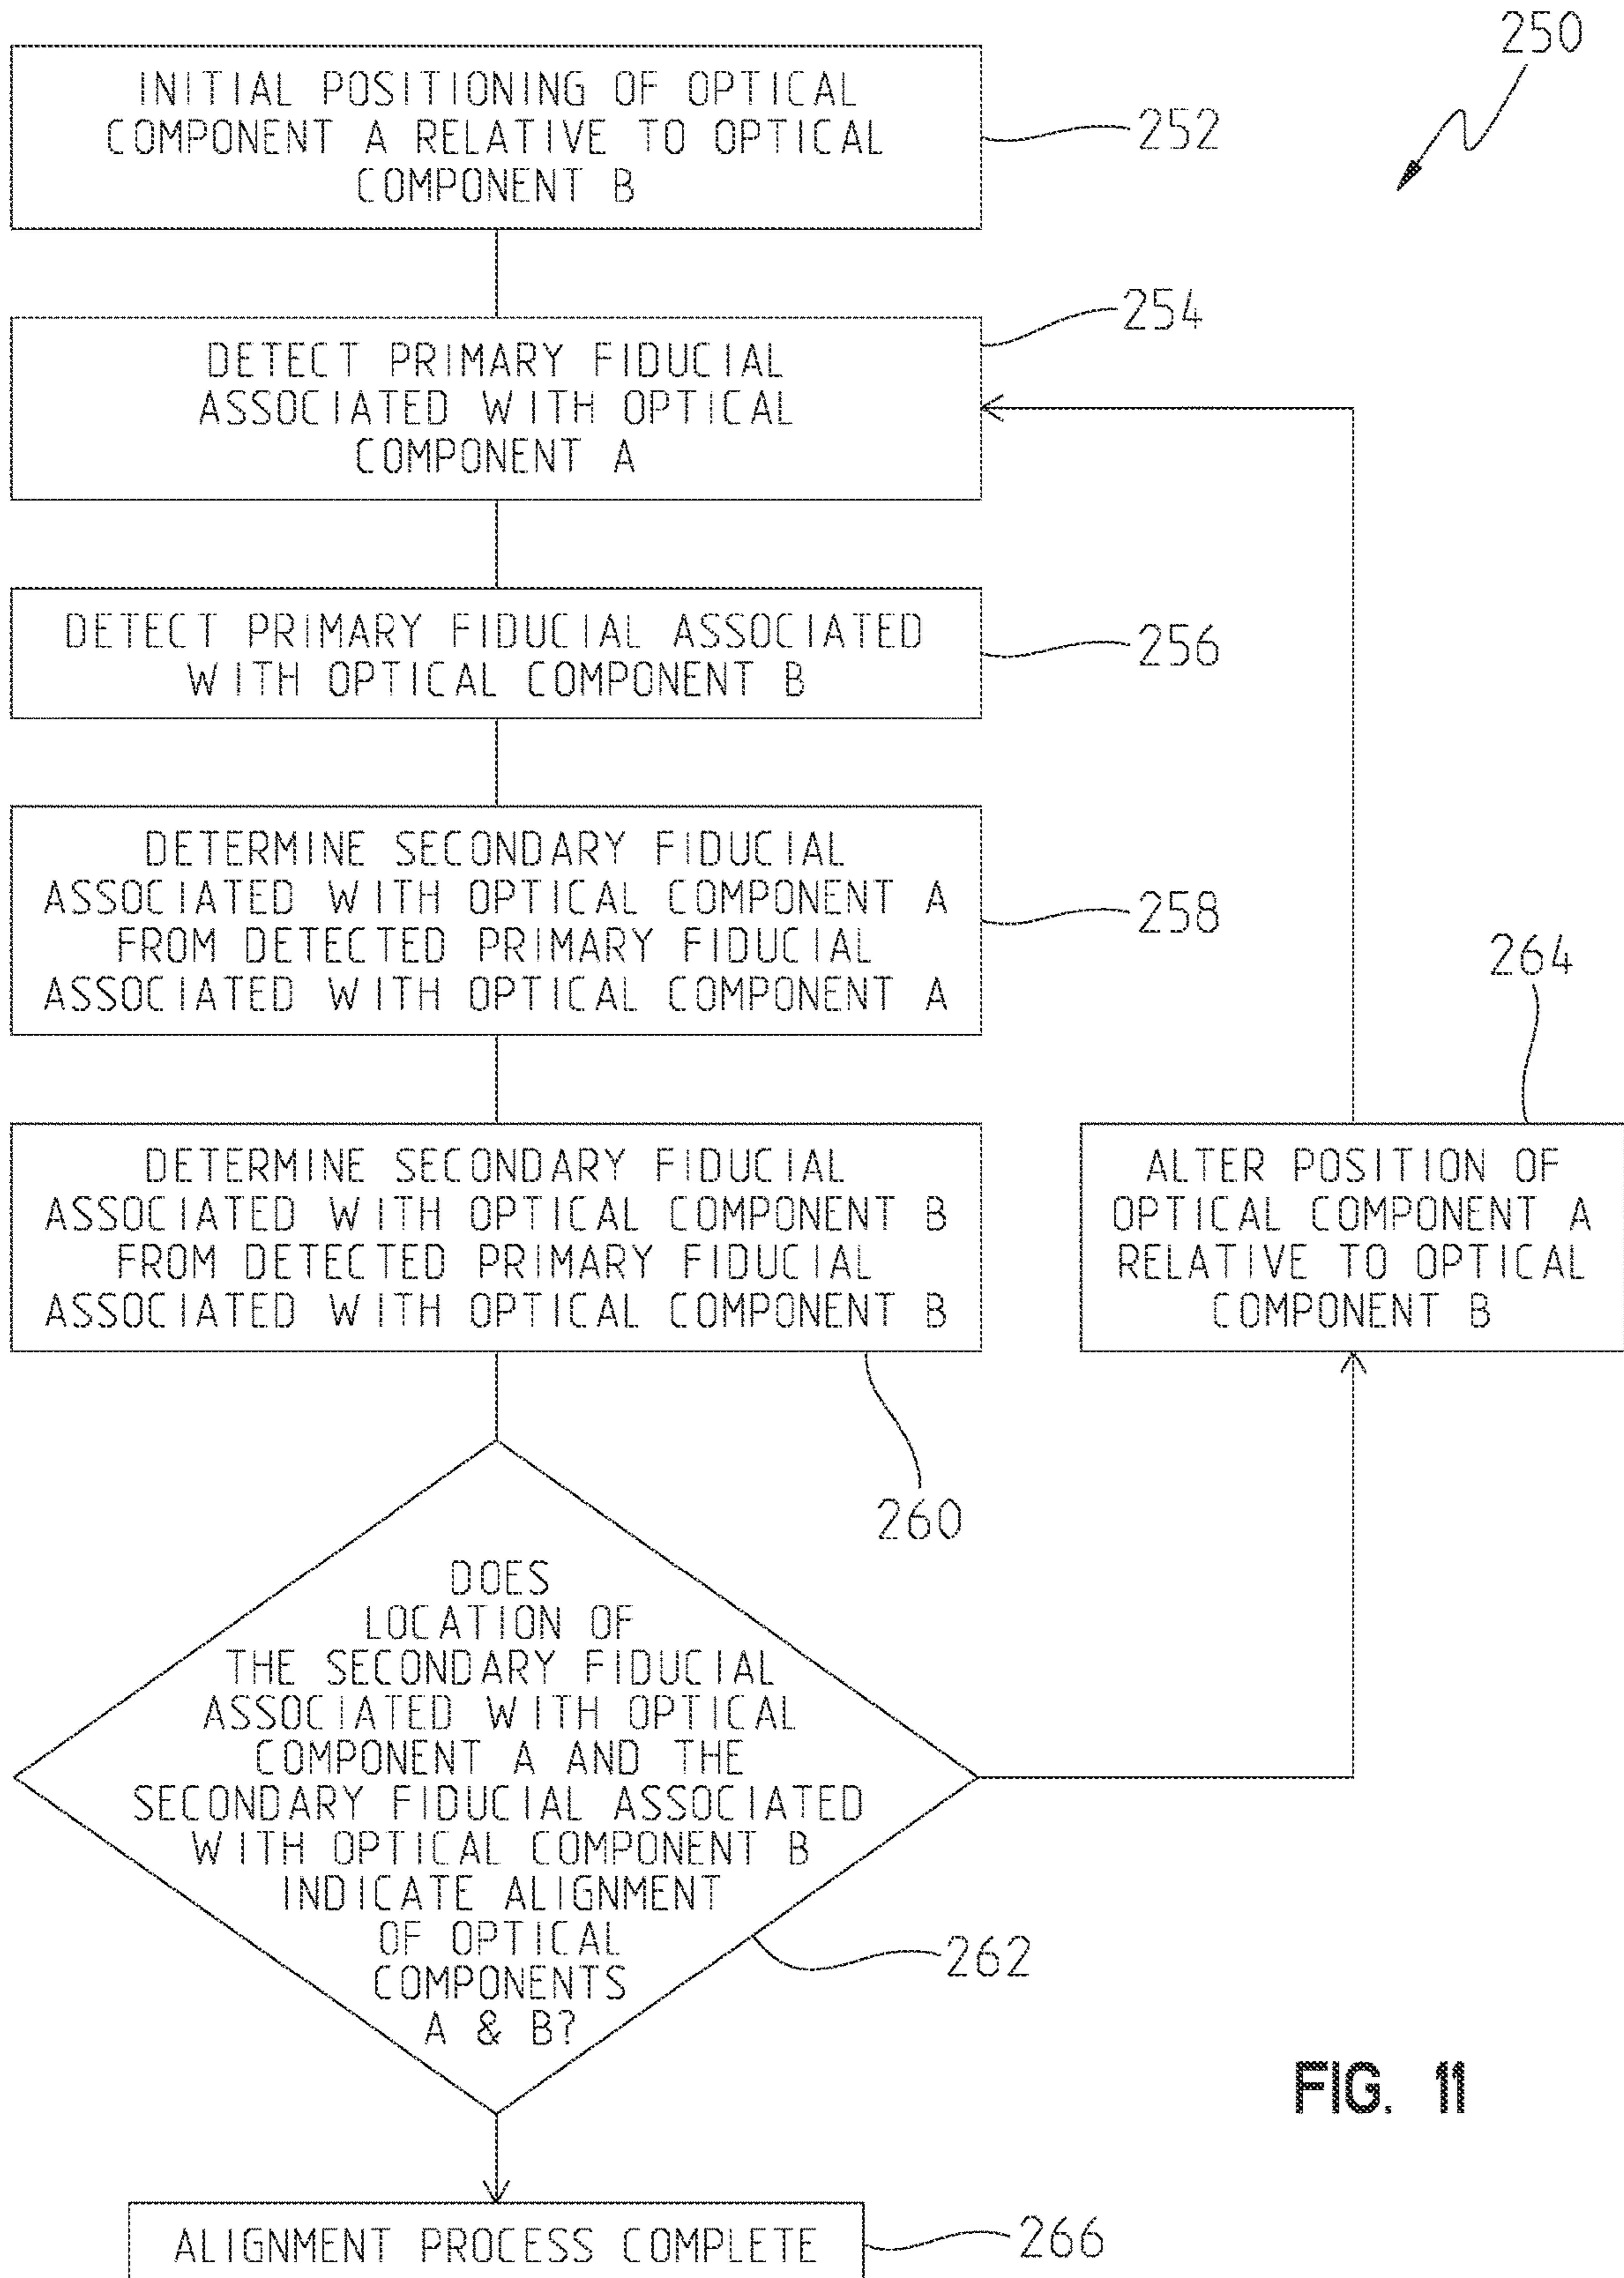 250
INITIAL POSITIONING OF OPTICAL
COMPONENT A RELATIVE TO OPTICAL
COMPONENT B
252
254
DETECT PRIMARY FIDUCIAL
ASSOCIATED WITH OPTICAL
COMPONENT A
DETECT PRIMARY FIDUCIAL ASSOCIATED
WITH OPTICAL COMPONENT B
256
DETERMINE SECONDARY FIDUCIAL
ASSOCIATED WITH OPTICAL COMPONENT A
FROM DETECTED PRIMARY FIDUCIAL
ASSOCIATED WITH OPTICAL COMPONENT A
258
264
DETERMINE SECONDARY FIDUCIAL
ASSOCIATED WITH OPTICAL COMPONENT B
FROM DETECTED PRIMARY FIDUCIAL
ASSOCIATED WITH OPTICAL COMPONENT B
260
ALTER POSITION OF
OPTICAL COMPONENT A
RELATIVE TO OPTICAL
COMPONENT B
DOES
LOCATION OF
THE SECONDARY FIDUCIAL
ASSOCIATED WITH OPTICAL
COMPONENT A AND THE
SECONDARY FIDUCIAL ASSOCIATED
WITH OPTICAL COMPONENT B
INDICATE ALIGNMENT
OF OPTICAL
COMPONENTS
A & B?
262
FIG. 11
ALIGNMENT PROCESS COMPLETE
266